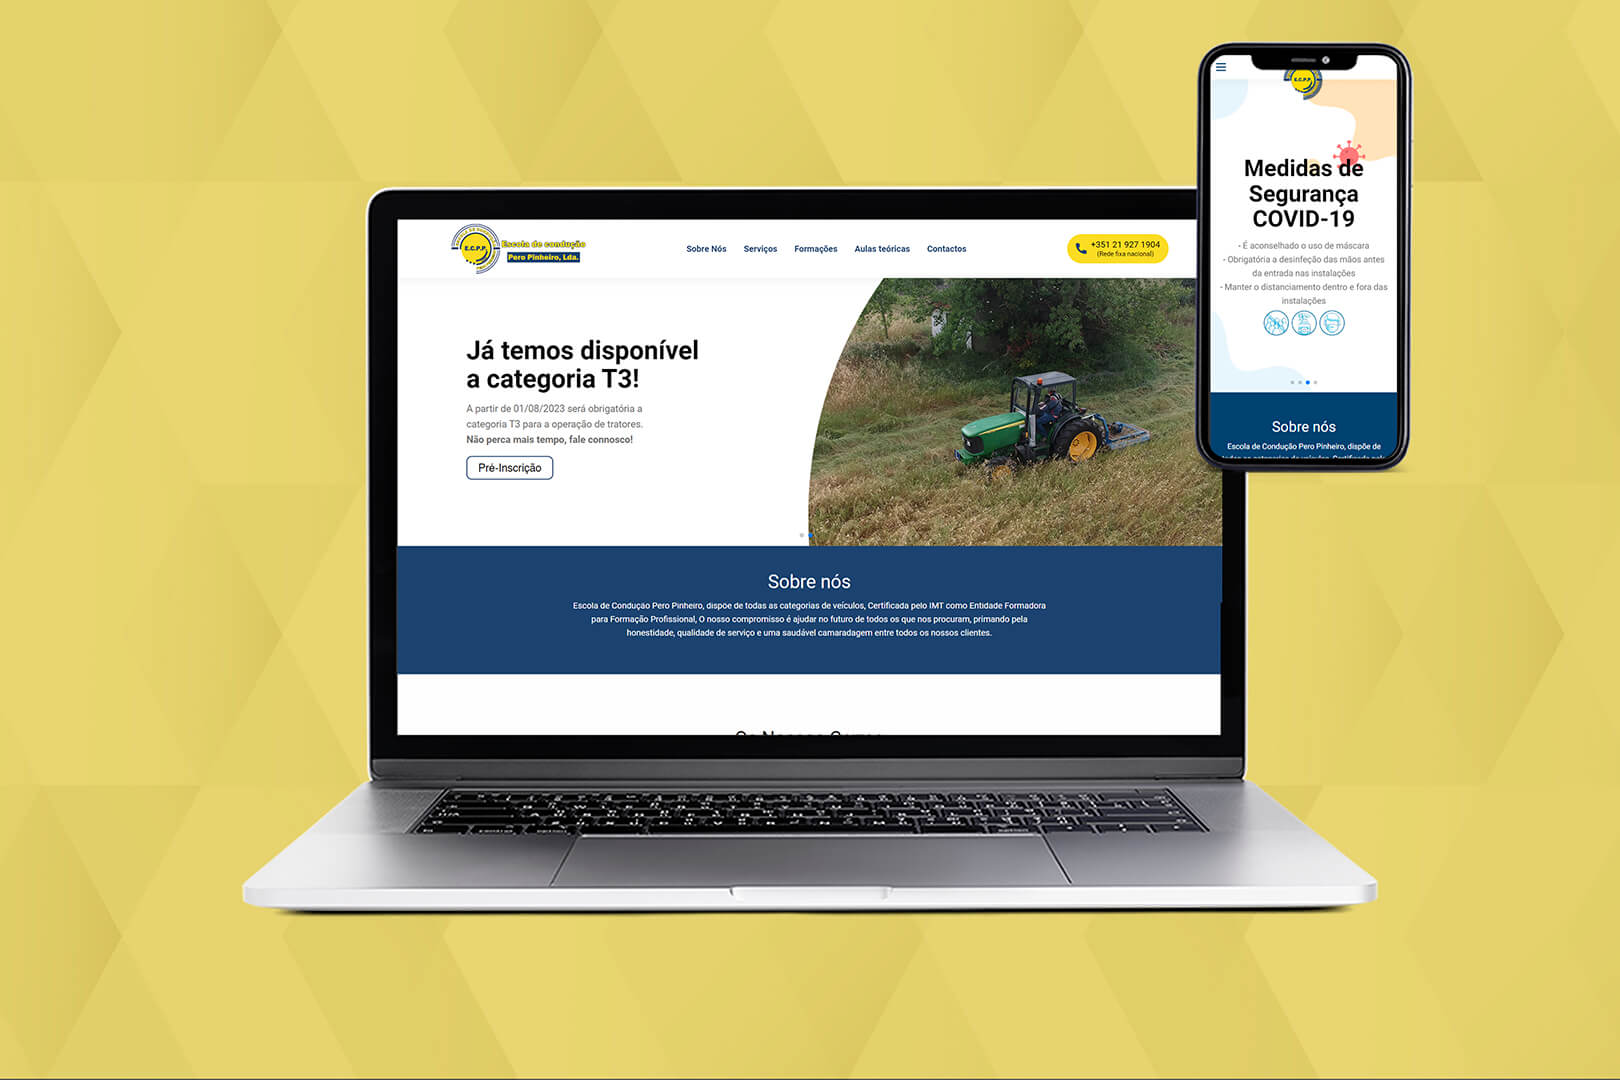 E.C.P.P.
Escola de condução
Pero Pinheiro, Lda.
Sobre Nós
Serviços
Formações
Aulas teóricas
Contactos
+351 21 927 1904
(Rede fixa nacional)
Já temos disponível
a categoria T3!
A partir de 01/08/2023 será obrigatória a
categoria T3 para a operação de tratores.
Não perca mais tempo, fale connosco!
Pré-Inscrição
Sobre nós
Escola de Condução Pero Pinheiro, dispõe de todas as categorias de veículos, Certificada pelo IMT como Entidade Formadora
para Formação Profissional, O nosso compromisso é ajudar no futuro de todos os que nos procuram, primando pela
honestidade, qualidade de serviço e uma saudável camaradagem entre todos os nossos clientes.
E.C.P.P.
Medidas de
Segurança
COVID-19
- É aconselhado o uso de máscara
- Obrigatória a desinfeção das mãos antes
da entrada nas instalações
- Manter o distanciamento dentro e fora das
instalações
Sobre nós
Escola de Condução Pero Pinheiro, dispõe de